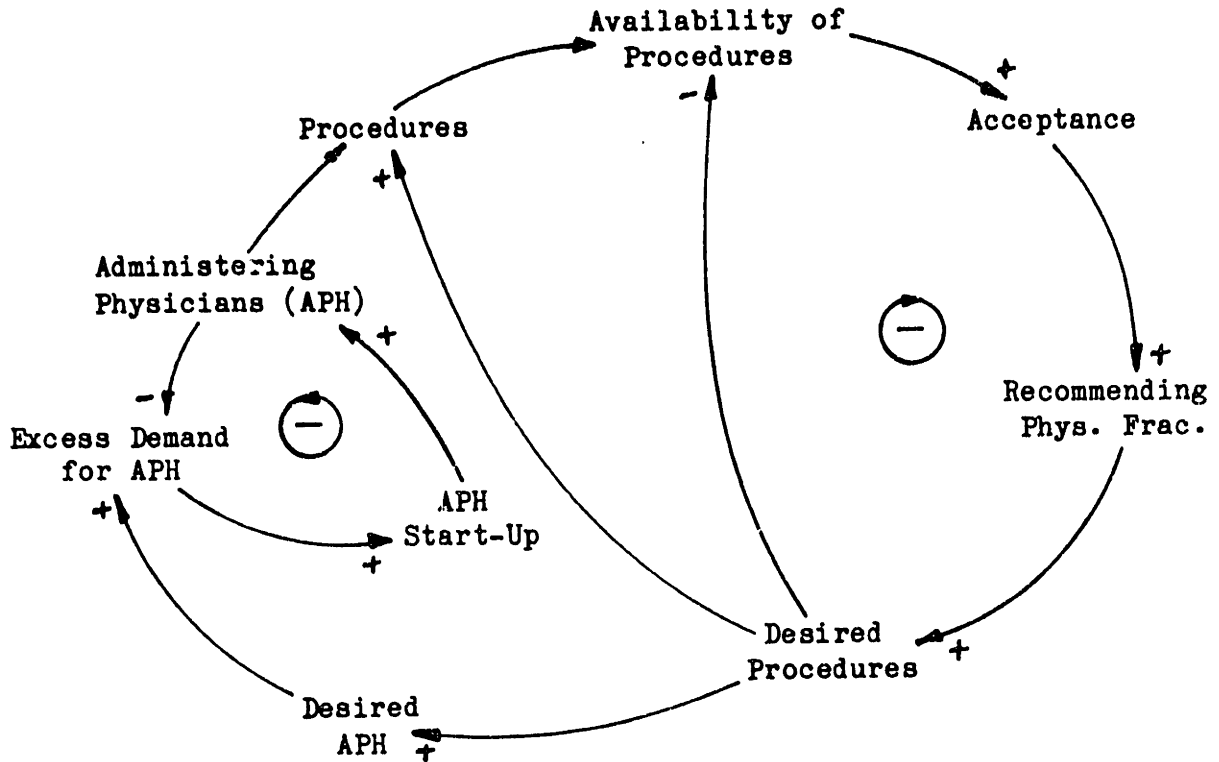 Availability of
Procedures
+
-
Acceptance
Procedures
+
Administering
Physicians (APH)
+
-
-
-
+
Recommending
Phys. Frac.
Excess Demand
for APH
+
APH
Start-Up
+
Desired
Procedures
+
Desired
APH
+